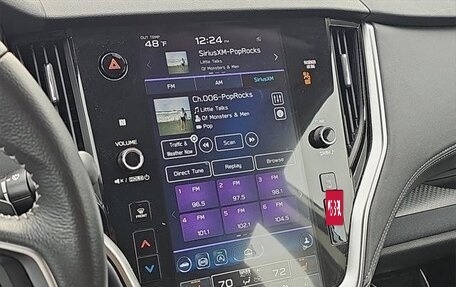 OUT TEMP
48°F
12:24 PM
SiriusXM-PopRocks
Little Talks
Of Monsters & Men
PASSENGER
FM
AM
SiriusXM
Ch.006-PopRocks
Little Talks
Of Monsters & Men
Pop
Traffic &
Weather Now
Scan
Direct Tune
Replay
Browse
VOLUME
FRONT
1 FM
96.5
2 FM
97.5
3 FM
98.1
4 FM
101.1
5 FM
102.1
6 FM
104.5
70
72